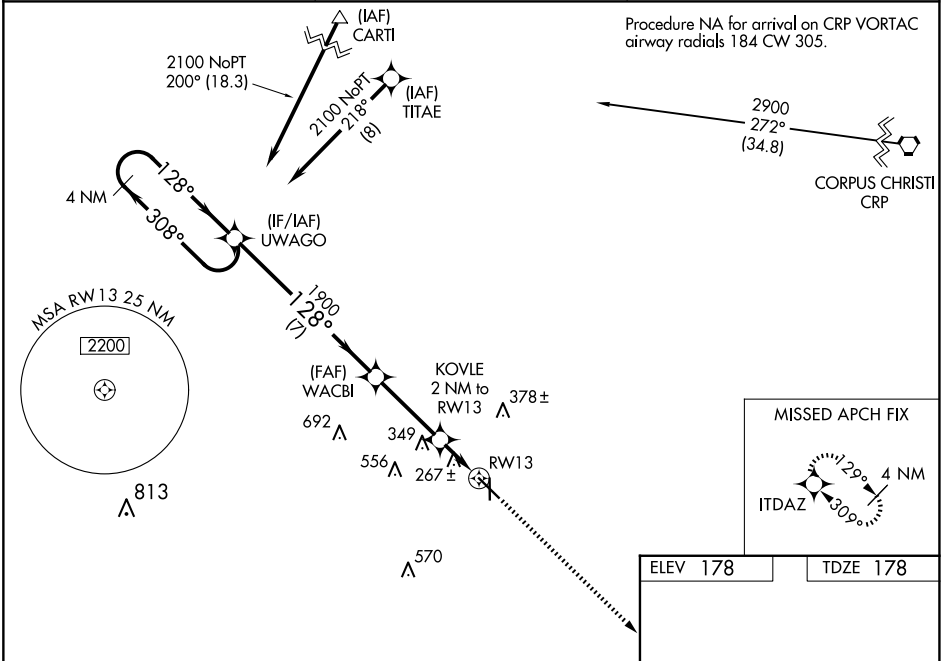 Procedure NA for arrival on CRP VORTAC
airway radials 184 CW 305.
(IAF)
CARTI
2100 NoPT
200° (18.3)
(IAF)
TITAE
2100 NoPT
218°
(8)
2900
272°
(34.8)
CORPUS CHRISTI
CRP
4 NM
128°
308°
(IF/IAF)
UWAGO
1900
128°
(7)
MSA RW13 25 NM
2200
813
(FAF)
WACBI
KOVLE
2 NM to
RW13
378±
692
349
556
267±
RW13
570
MISSED APCH FIX
129°
4 NM
ITDAZ
309°
ELEV 178
TDZE 178